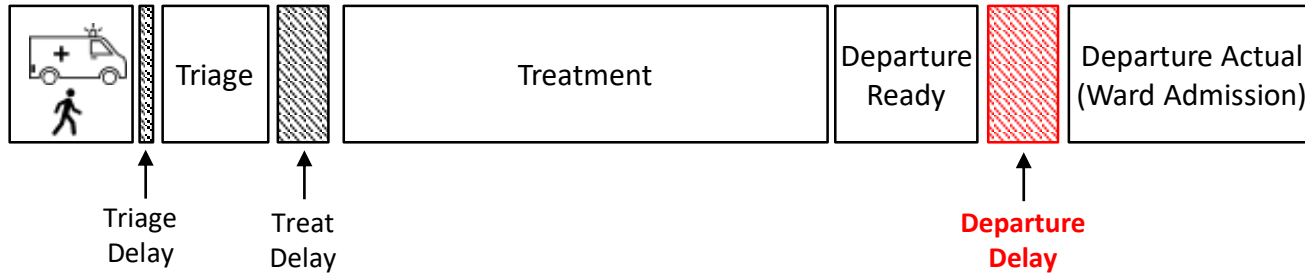 Triage
Treatment
Departure
Ready
Departure Actual
(Ward Admission)
Triage
Delay
Treat
Delay
Departure
Delay